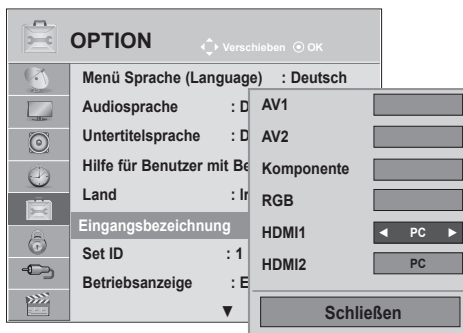 OPTION
Verschieben OK
Menü Sprache (Language) : Deutsch
Audiosprache : D
Untertitelsprache : D
Hilfe für Benutzer mit Be
Land : Ir
Eingangsbezeichnung
Set ID : 1
Betriebsanzeige : E
AV1
AV2
Komponente
RGB
HDMI1 ◄ PC ►
HDMI2 PC
Schließen